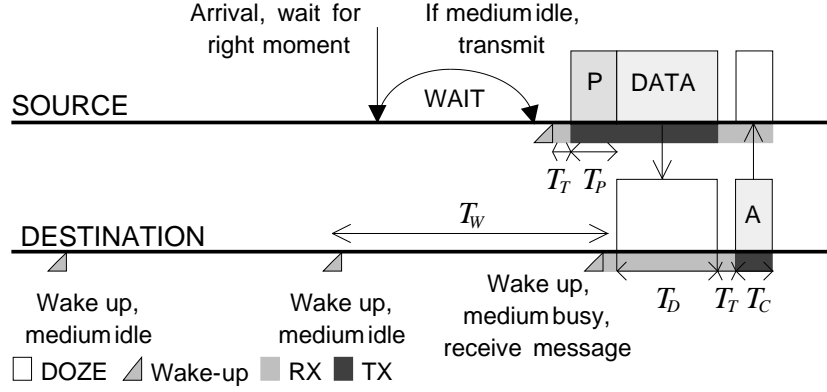 Arrival, wait for
right moment
If medium idle,
transmit
SOURCE
WAIT
P
DATA
T_T
T_P
T_W
A
DESTINATION
Wake up,
medium idle
Wake up,
medium idle
Wake up,
medium busy,
receive message
T_D
T_T
T_C
DOZE
Wake-up
RX
TX